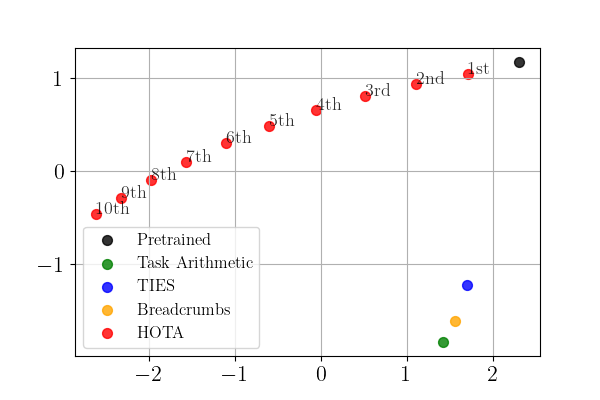 1st
2nd
3rd
4th
5th
6th
7th
8th
9th
10th
1
0
−1
Pretrained
Task Arithmetic
TIES
Breadcrumbs
HOTA
−2 −1 0 1 2